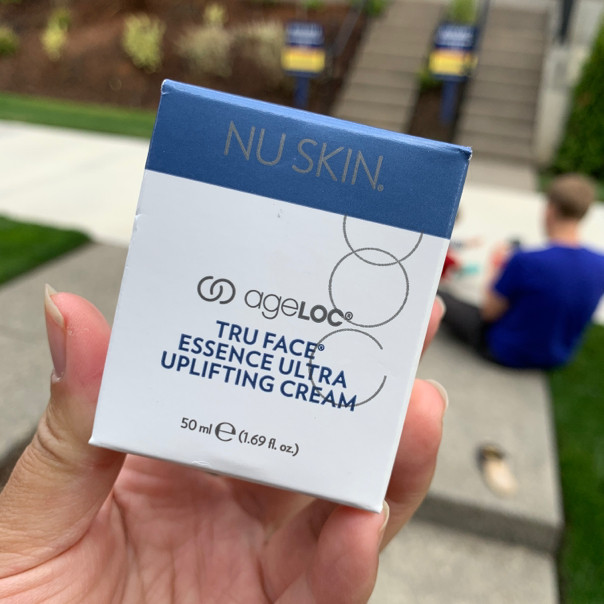 NU SKIN®
ageLOC®
TRU FACE®
ESSENCE ULTRA
UPLIFTING CREAM
50 ml ℮ (1.69 fl. oz.)